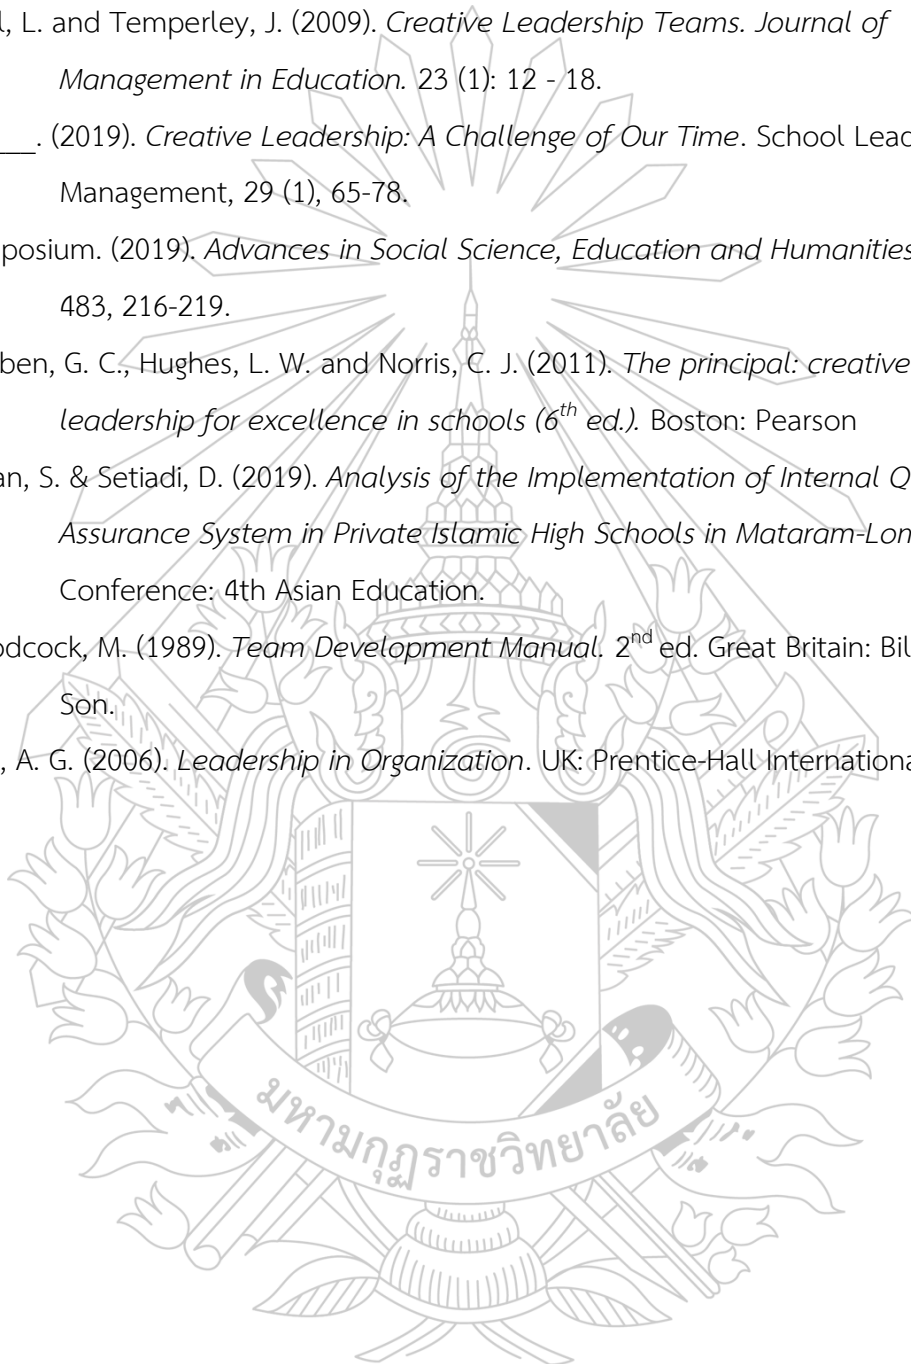 l, L. and Temperley, J. (2009). Creative Leadership Teams. Journal of
Management in Education. 23 (1): 12 - 18.
___. (2019). Creative Leadership: A Challenge of Our Time. School Lead
Management, 29 (1), 65-78.
posium. (2019). Advances in Social Science, Education and Humanities
483, 216-219.
ben, G. C., Hughes, L. W. and Norris, C. J. (2011). The principal: creative
leadership for excellence in schools (6th ed.). Boston: Pearson
an, S. & Setiadi, D. (2019). Analysis of the Implementation of Internal Q
Assurance System in Private Islamic High Schools in Mataram-Lon
Conference: 4th Asian Education.
odcock, M. (1989). Team Development Manual. 2nd ed. Great Britain: Bil
Son.
, A. G. (2006). Leadership in Organization. UK: Prentice-Hall Internationa
มหามกุฏราชวิทยาลัย